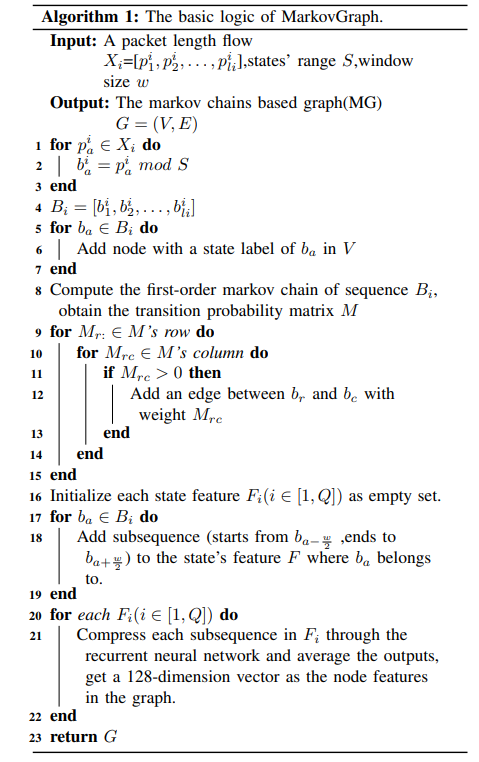 Algorithm 1: The basic logic of MarkovGraph.
Input: A packet length flow
X_i=[p_1^i, p_2^i, . . . , p_{li}^i],states' range S,window
size w
Output: The markov chains based graph(MG)
G = (V, E)
1 for p_a^i ∈ X_i do
2 b_a^i = p_a^i mod S
3 end
4 B_i = [b_1^i, b_2^i, . . . , b_{li}^i]
5 for b_a ∈ B_i do
6 Add node with a state label of b_a in V
7 end
8 Compute the first-order markov chain of sequence B_i,
obtain the transition probability matrix M
9 for M_{r:} ∈ M's row do
10 for M_{rc} ∈ M's column do
11 if M_{rc} > 0 then
12 Add an edge between b_r and b_c with
weight M_{rc}
13 end
14 end
15 end
16 Initialize each state feature F_i(i ∈ [1, Q]) as empty set.
17 for b_a ∈ B_i do
18 Add subsequence (starts from b_{a-\frac{w}{2}} ,ends to
b_{a+\frac{w}{2}}) to the state's feature F where b_a belongs
to.
19 end
20 for each F_i(i ∈ [1, Q]) do
21 Compress each subsequence in F_i through the
recurrent neural network and average the outputs,
get a 128-dimension vector as the node features
in the graph.
22 end
23 return G